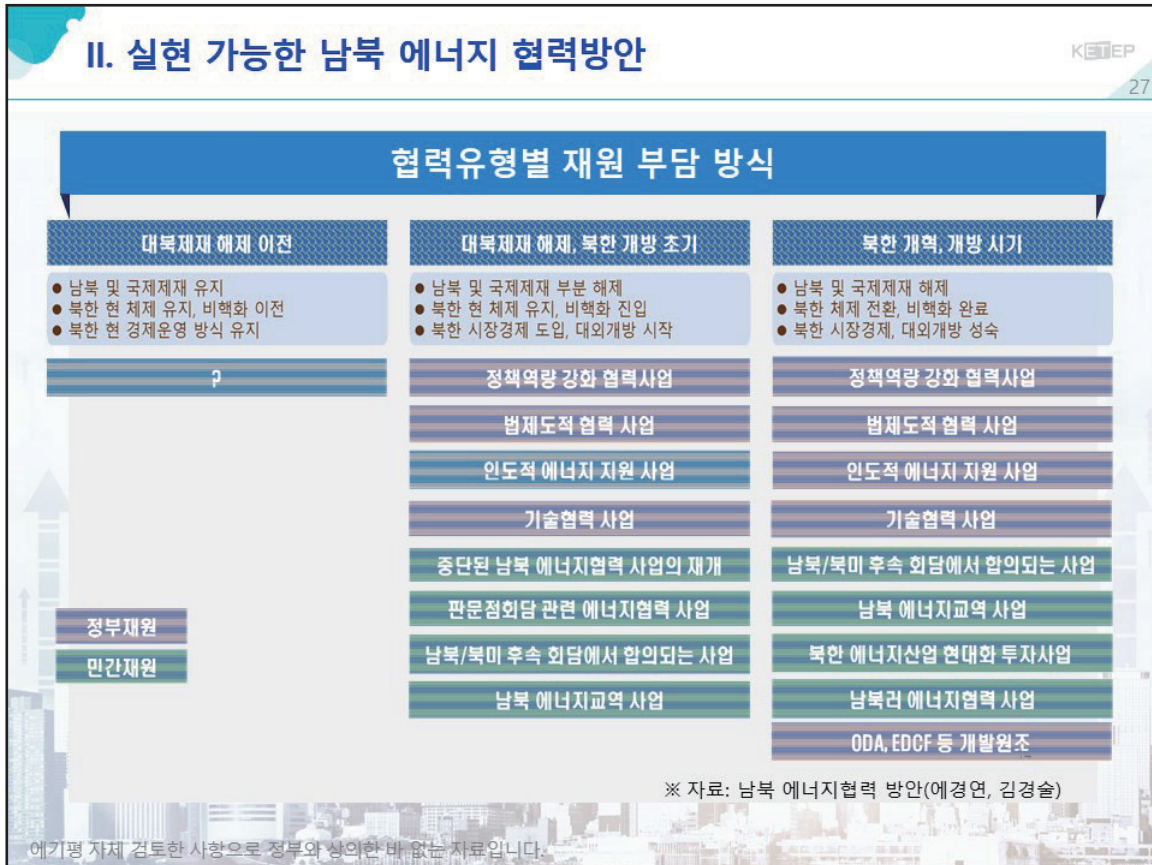 II. 실현 가능한 남북 에너지 협력방안
KETEP
27
협력유형별 재원 부담 방식
대북제재 해제 이전
● 남북 및 국제제재 유지
● 북한 현 체제 유지, 비핵화 이전
● 북한 현 경제운영 방식 유지
?
정부재원
민간재원
대북제재 해제, 북한 개방 초기
● 남북 및 국제제재 부분 해제
● 북한 현 체제 유지, 비핵화 진입
● 북한 시장경제 도입, 대외개방 시작
정책역량 강화 협력사업
법제도적 협력 사업
인도적 에너지 지원 사업
기술협력 사업
중단된 남북 에너지협력 사업의 재개
판문점회담 관련 에너지협력 사업
남북/북미 후속 회담에서 합의되는 사업
남북 에너지교역 사업
북한 개혁, 개방 시기
● 남북 및 국제제재 해제
● 북한 체제 전환, 비핵화 완료
● 북한 시장경제, 대외개방 성숙
정책역량 강화 협력사업
법제도적 협력 사업
인도적 에너지 지원 사업
기술협력 사업
남북/북미 후속 회담에서 합의되는 사업
남북 에너지교역 사업
북한 에너지산업 현대화 투자사업
남북러 에너지협력 사업
ODA, EDCF 등 개발원조
※ 자료: 남북 에너지협력 방안(에경연, 김경술)
에기평 자체 검토한 사항으로 정부와 상의한 바 없는 자료입니다.